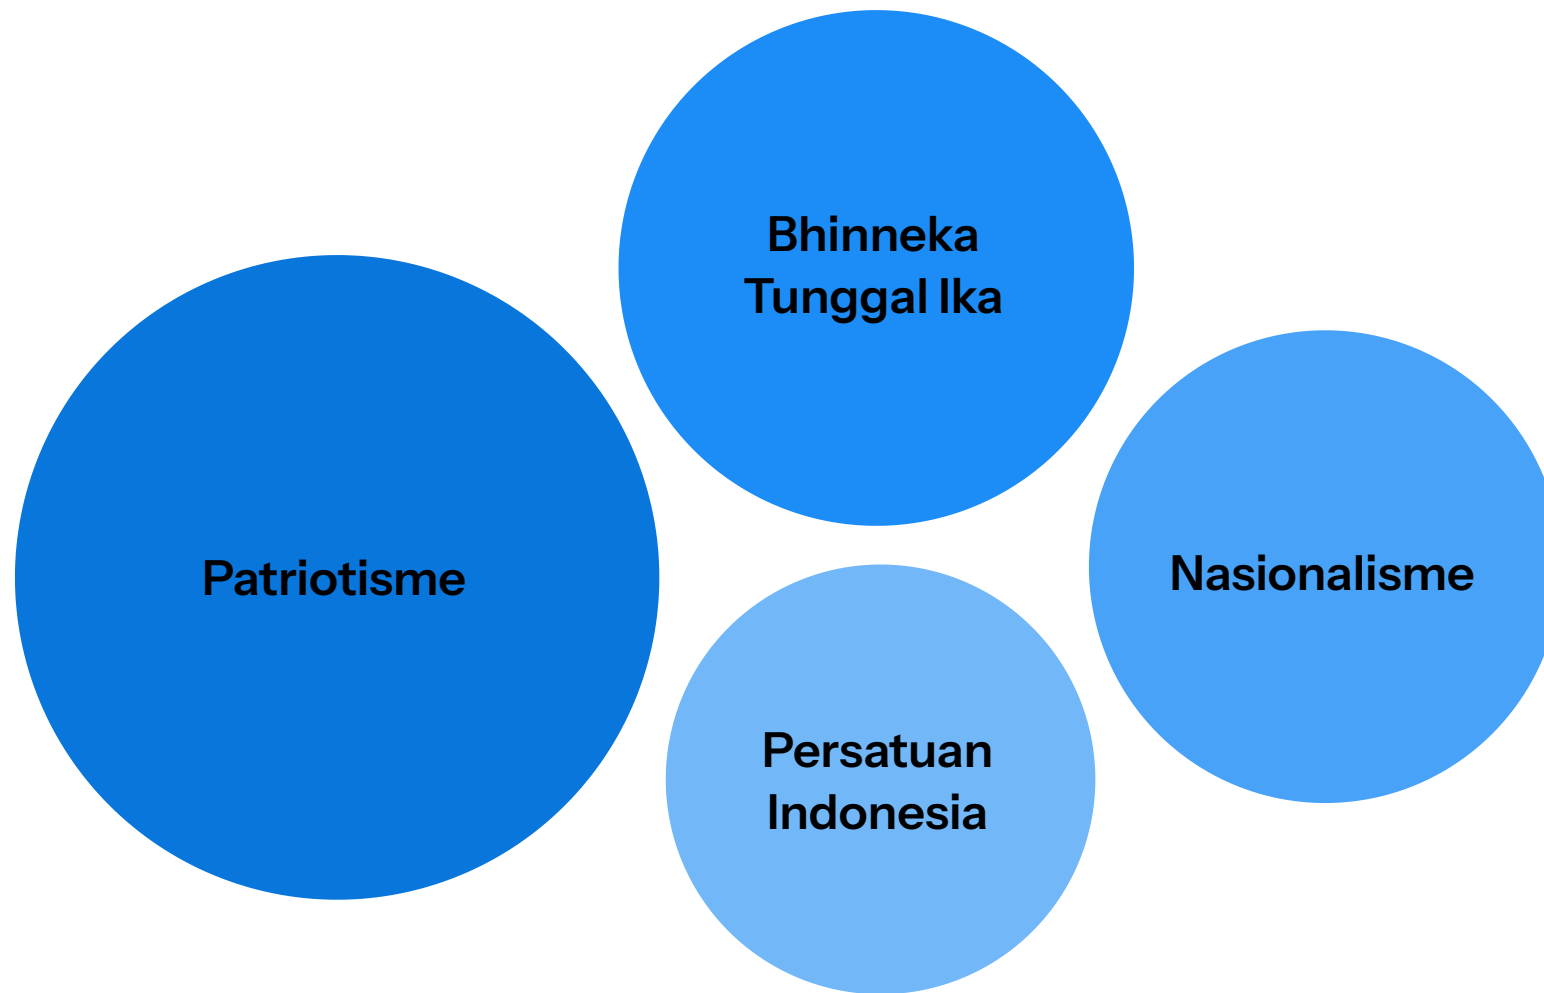 Bhinneka
Tunggal Ika
Patriotisme
Nasionalisme
Persatuan
Indonesia